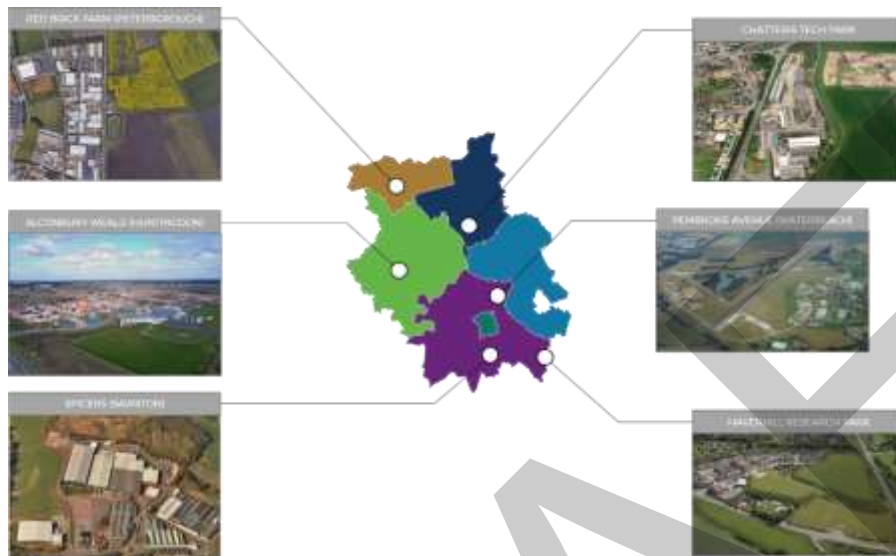 RED BRICK FARM (PETERBOROUGH)
CHATTERIS TECH PARK
ALCONBURY WEALD (HUNTINGDON)
PEMBROKE AVENUE (WATERBEACH)
SPICERS (SAWSTON)
HAVERHILL RESEARCH PARK